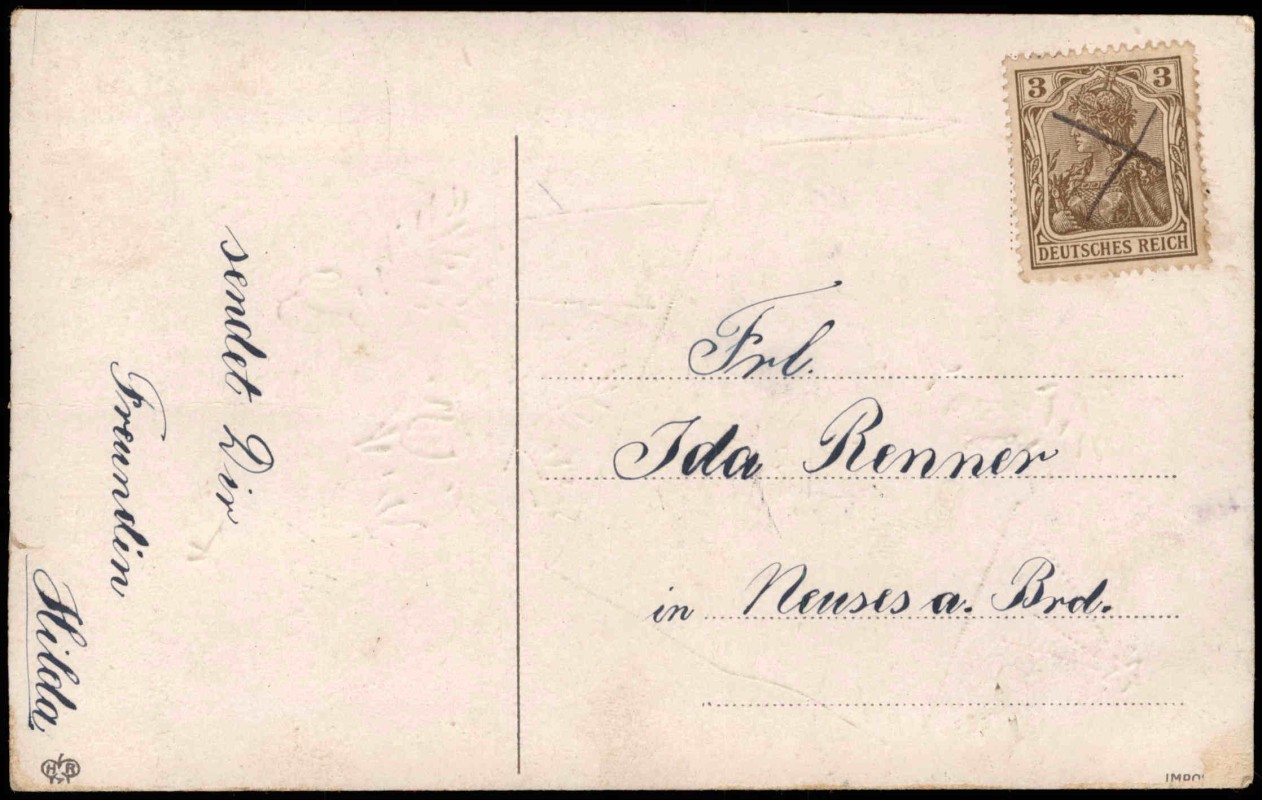 sendet Dir
Freundin
Hilda
H R
3 3
DEUTSCHES REICH
Frl.
Ida Renner
in Neuses a. Brd.